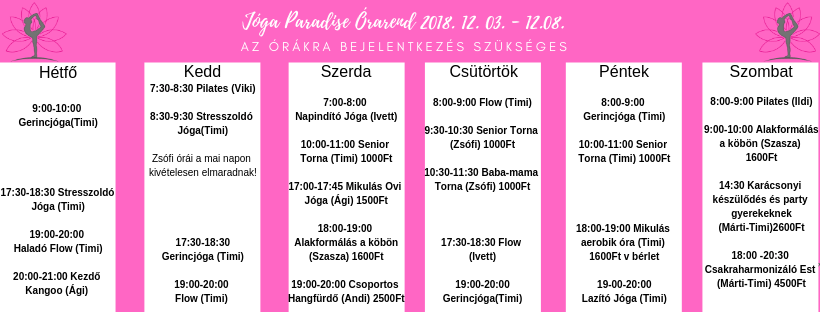 Jóga Paradise Órarend 2018. 12. 03. - 12.08.
AZ ÓRÁKRA BEJELENTKEZÉS SZÜKSÉGES
Hétfő
9:00-10:00
Gerincjóga(Timi)
17:30-18:30 Stresszoldó
Jóga (Timi)
19:00-20:00
Haladó Flow (Timi)
20:00-21:00 Kezdő
Kangoo (Ági)
Kedd
7:30-8:30 Pilates (Viki)
8:30-9:30 Stresszoldó
Jóga(Timi)
Zsófi órái a mai napon
kivételesen elmaradnak!
17:30-18:30
Gerincjóga (Timi)
19:00-20:00
Flow (Timi)
Szerda
7:00-8:00
Napindító Jóga (Ivett)
10:00-11:00 Senior
Torna (Timi) 1000Ft
17:00-17:45 Mikulás Ovi
Jóga (Ági) 1500Ft
18:00-19:00
Alakformálás a köbön
(Szasza) 1600Ft
19:00-20:00 Csoportos
Hangfürdő (Andi) 2500Ft
Csütörtök
8:00-9:00 Flow (Timi)
9:30-10:30 Senior Torna
(Zsófi) 1000Ft
10:30-11:30 Baba-mama
Torna (Zsófi) 1000Ft
17:30-18:30 Flow
(Ivett)
19:00-20:00
Gerincjóga(Timi)
Péntek
8:00-9:00
Gerincjóga (Timi)
10:00-11:00 Senior
Torna (Timi) 1000Ft
18:00-19:00 Mikulás
aerobik óra (Timi)
1600Ft v bérlet
19-00-20:00
Lazító Jóga (Timi)
Szombat
8:00-9:00 Pilates (Ildi)
9:00-10:00 Alakformálás
a köbön (Szasza)
1600Ft
14:30 Karácsonyi
készülődés és party
gyerekeknek
(Márti-Timi)2600Ft
18:00 -20:30
Csakraharmonizáló Est
(Márti-Timi) 4500Ft